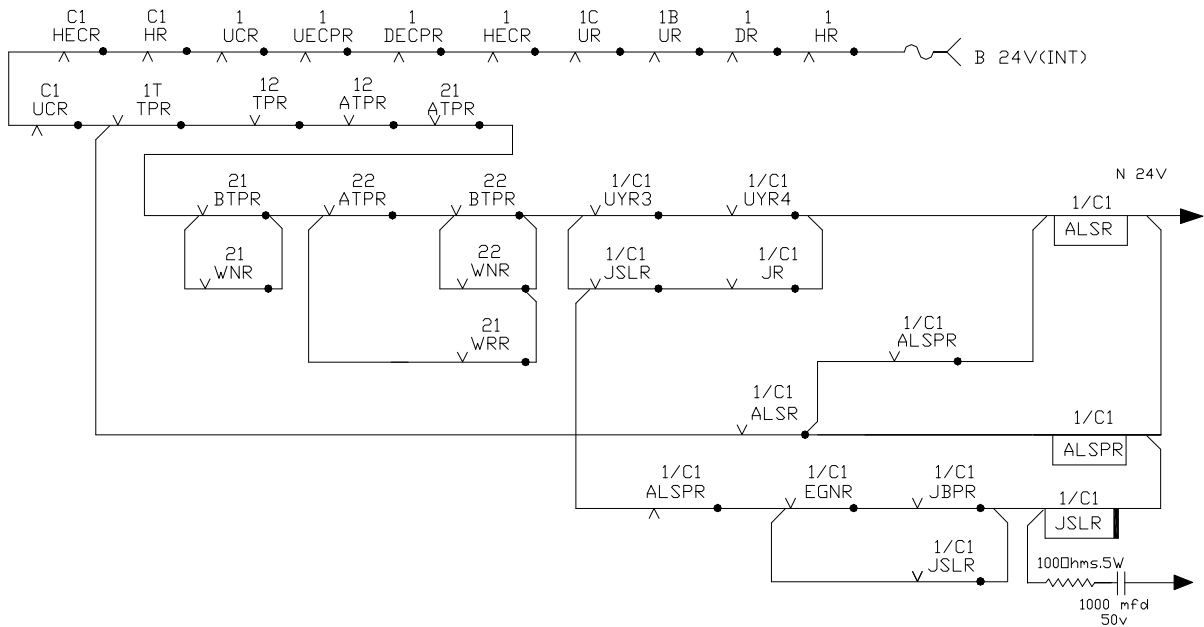 C1 C1 1 1 1 1 1C 1B 1 1
HECR HR UCR UECPR DECPR HECR UR UR DR HR
B 24V(INT)
C1 1T 12 12 21
UCR TPR TPR ATPR ATPR
N 24V
21 22 22 1/C1 1/C1 1/C1
BTPR ATPR BTPR UYR3 UYR4 ALSR
21 22 1/C1 1/C1
WNR WNR JSLR JR
21 1/C1
WRR ALSPR
1/C1 1/C1
ALSR ALSPR
1/C1 1/C1 1/C1 1/C1
ALSPR EGNR JBPR JSLR
1/C1
JSLR
100hms.5W
1000 mfd
50v